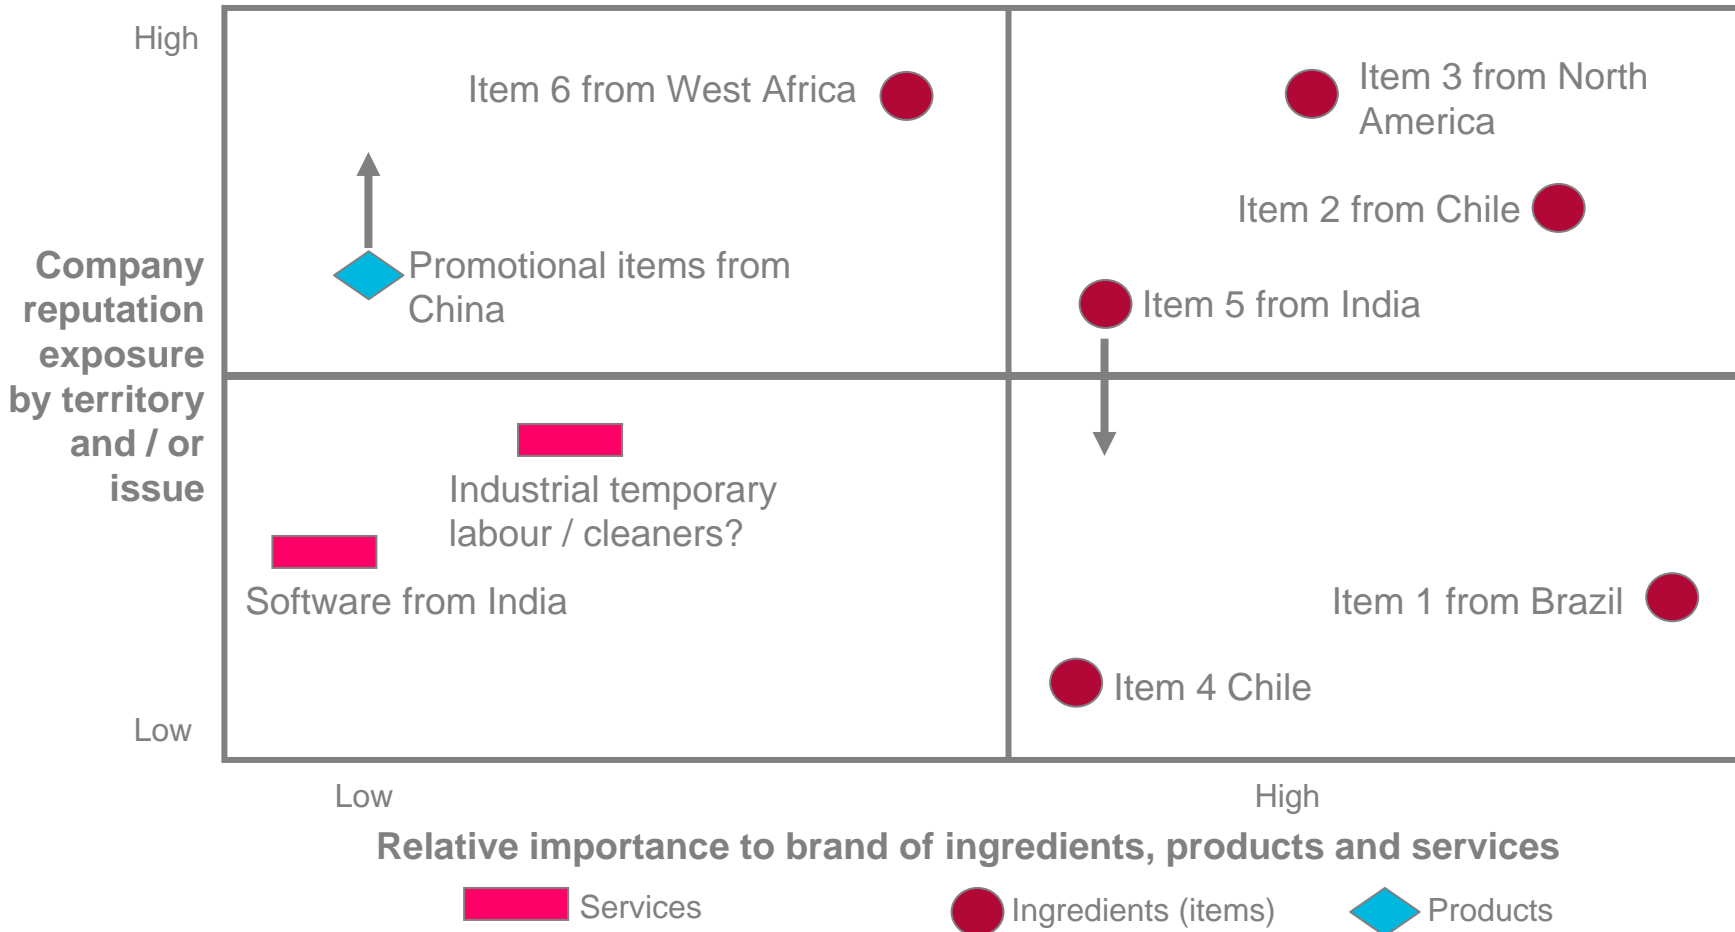 High
Item 6 from West Africa
Item 3 from North
America
Item 2 from Chile
Company
reputation
exposure
by territory
and / or
issue
Promotional items from
China
Item 5 from India
Industrial temporary
labour / cleaners?
Software from India
Item 1 from Brazil
Item 4 Chile
Low
Low
High
Relative importance to brand of ingredients, products and services
Services
Ingredients (items)
Products